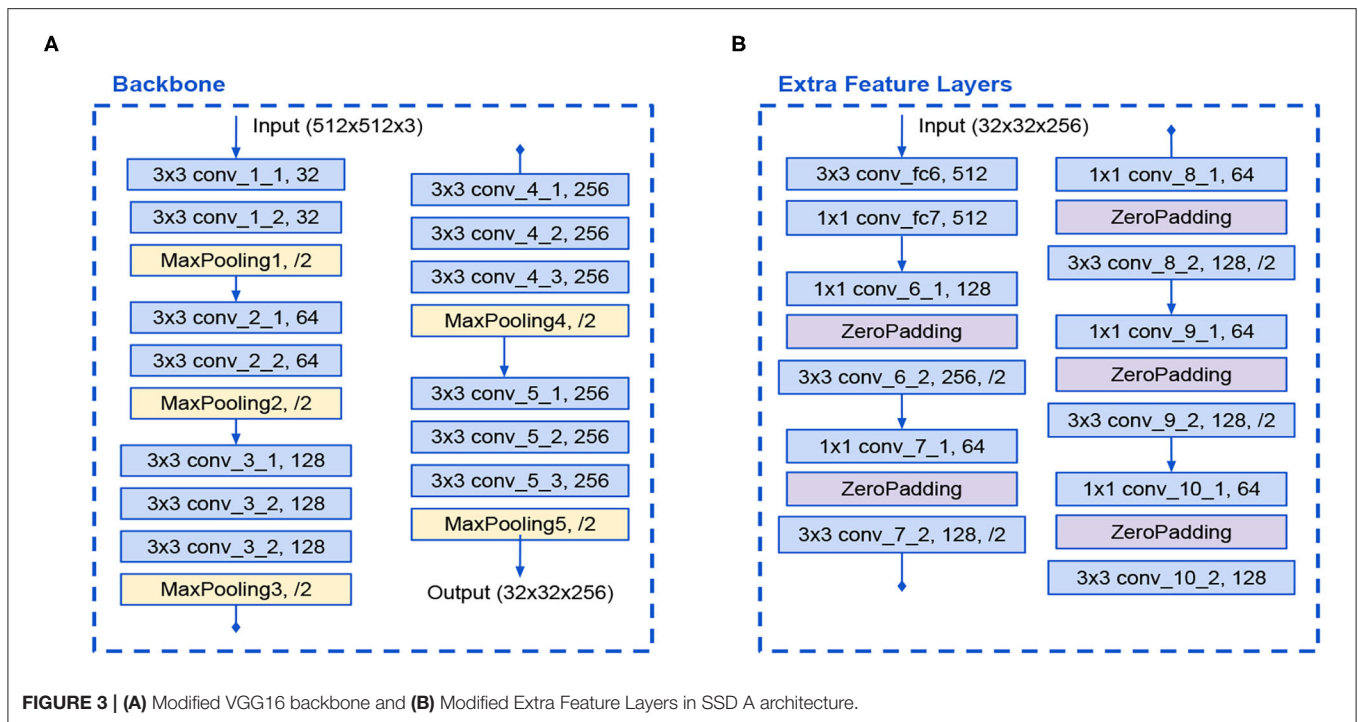 A
Backbone
Input (512x512x3)
3x3 conv_1_1, 32
3x3 conv_1_2, 32
MaxPooling1, /2
3x3 conv_2_1, 64
3x3 conv_2_2, 64
MaxPooling2, /2
3x3 conv_3_1, 128
3x3 conv_3_2, 128
3x3 conv_3_2, 128
MaxPooling3, /2
3x3 conv_4_1, 256
3x3 conv_4_2, 256
3x3 conv_4_3, 256
MaxPooling4, /2
3x3 conv_5_1, 256
3x3 conv_5_2, 256
3x3 conv_5_3, 256
MaxPooling5, /2
Output (32x32x256)
B
Extra Feature Layers
Input (32x32x256)
3x3 conv_fc6, 512
1x1 conv_fc7, 512
1x1 conv_6_1, 128
ZeroPadding
3x3 conv_6_2, 256, /2
1x1 conv_7_1, 64
ZeroPadding
3x3 conv_7_2, 128, /2
1x1 conv_8_1, 64
ZeroPadding
3x3 conv_8_2, 128, /2
1x1 conv_9_1, 64
ZeroPadding
3x3 conv_9_2, 128, /2
1x1 conv_10_1, 64
ZeroPadding
3x3 conv_10_2, 128
FIGURE 3 | (A) Modified VGG16 backbone and (B) Modified Extra Feature Layers in SSD A architecture.